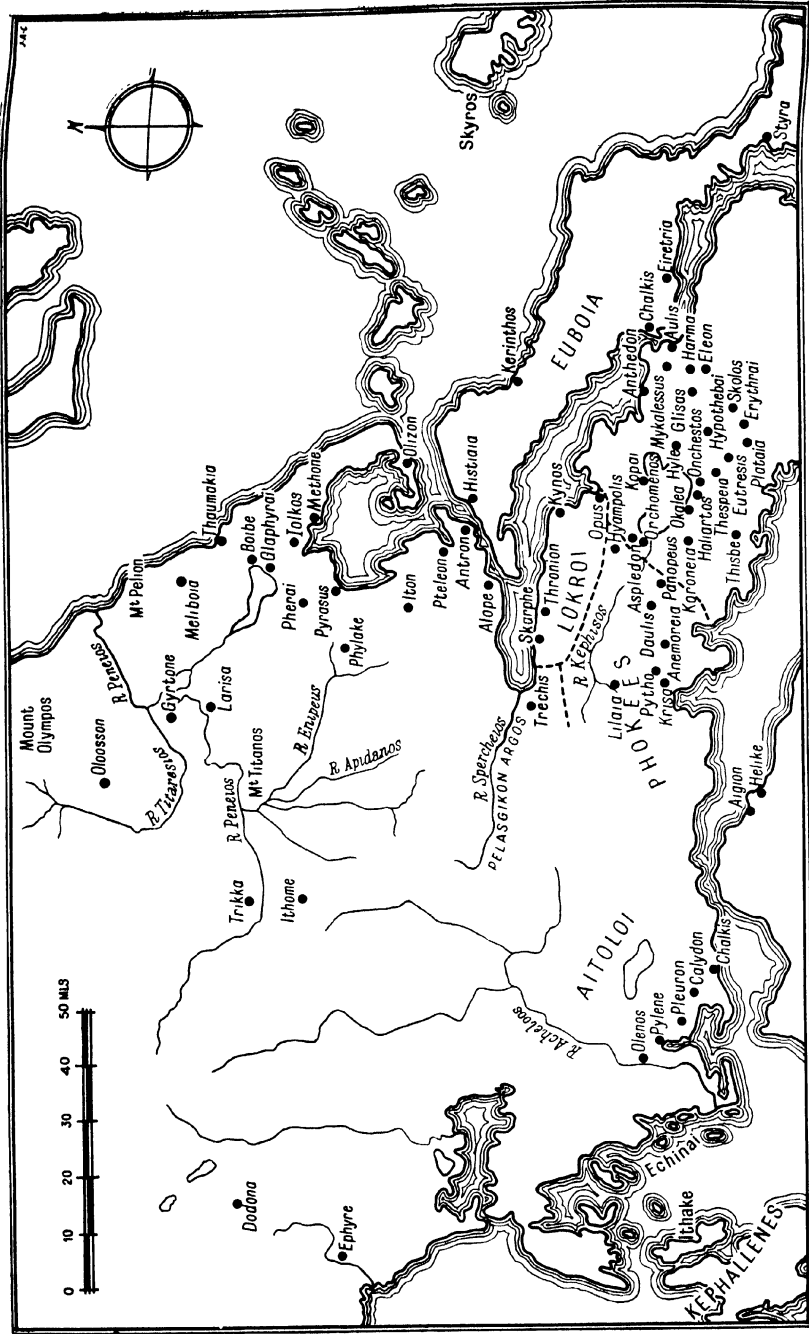 J.A.C
N
0 10 20 30 40 50 MLS
Mount
Olympos
Oloosson
R Titaresios
R Peneios
Gyrtone
Larisa
Mt Pelion
Meliboia
Thaumakia
Boibe
Glaphyrai
Iolkos
Methone
Pherai
Pyrasus
Phylake
Iton
Pteleon
Antron
Alope
Olizon
Histiaia
Kerinthos
Skyros
EUBOIA
Styra
R Peneios
Mt Titanos
R Enipeus
R Apidanos
Trikka
Ithome
Dodona
Ephyre
R Spercheios
PELASGIKON ARGOS
Trechis
Skarphe
Thronion
Kynos
LOKROI
Opus
R Kephisos
Hyampolis
Lilaia
PHOKEES
Pytho
Krisa
Daulis
Anemoreia
Panopeus
Aspledon
Orchomenos
Kopai
Koroneia
Okalea
Haliartos
Hyle
Onchestos
Thespeia
Thisbe
Eutresis
Plataia
Erythrai
Skolos
Hypothebai
Glisas
Mykalessus
Anthedon
Chalkis
Aulis
Harma
Eleon
Eiretria
Aigion
Helike
R Acheloos
AITOLOI
Olenos
Pylene
Pleuron
Calydon
Chalkis
Echinai
Ithake
KEPHALLENES